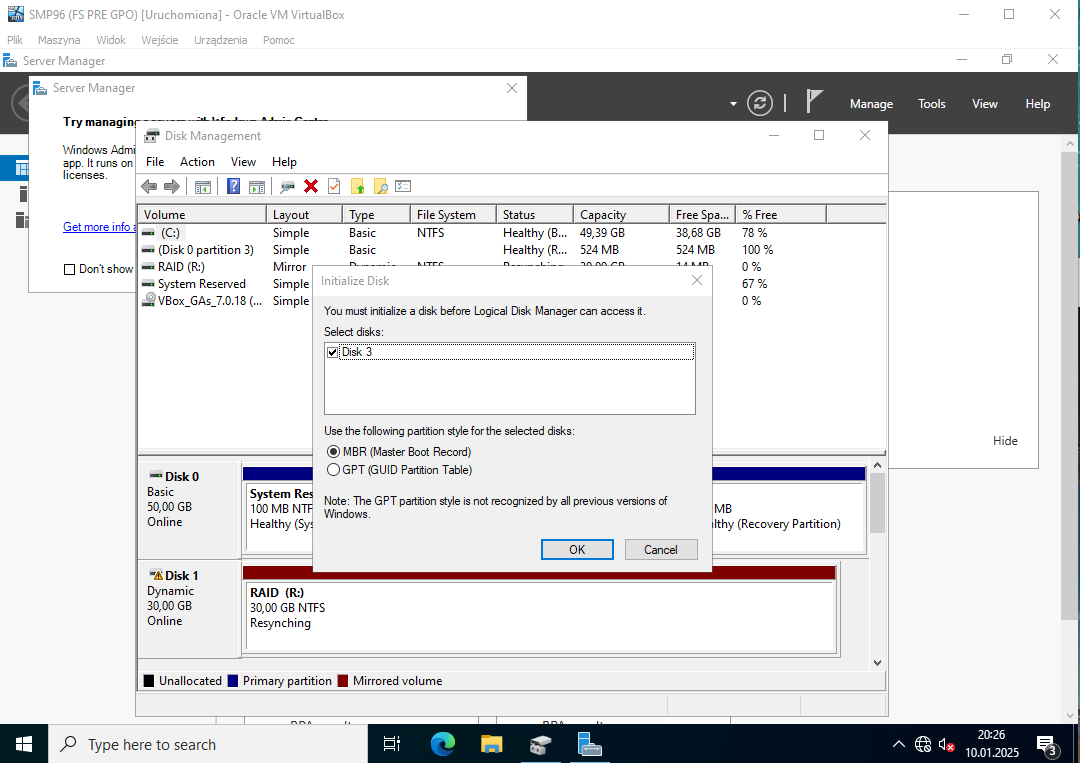 SMP96 (FS PRE GPO) [Uruchomiona] - Oracle VM VirtualBox
Plik Maszyna Widok Wejście Urządzenia Pomoc
Server Manager
Server Manager
Manage Tools View Help
Try managing servers with Windows Admin Center
Windows Admi
app. It runs on
licenses.
Get more info a
Don't show
Disk Management
File Action View Help
Volume Layout Type File System Status Capacity Free Spa... % Free
(C:) Simple Basic NTFS Healthy (B... 49,39 GB 38,68 GB 78 %
(Disk 0 partition 3) Simple Basic Healthy (R... 524 MB 524 MB 100 %
RAID (R:) Mirror Dynamic NTFS Resynching 30,00 GB 14 MB 0 %
System Reserved Simple 67 %
VBox_GAs_7.0.18 (... Simple 0 %
Initialize Disk
You must initialize a disk before Logical Disk Manager can access it.
Select disks:
Disk 3
Use the following partition style for the selected disks:
MBR (Master Boot Record)
GPT (GUID Partition Table)
Note: The GPT partition style is not recognized by all previous versions of
Windows.
OK Cancel
Hide
Disk 0
Basic
50,00 GB
Online
System Res
100 MB NTF
Healthy (Sys
MB
lthy (Recovery Partition)
Disk 1
Dynamic
30,00 GB
Online
RAID (R:)
30,00 GB NTFS
Resynching
Unallocated Primary partition Mirrored volume
Type here to search
20:26
10.01.2025
3